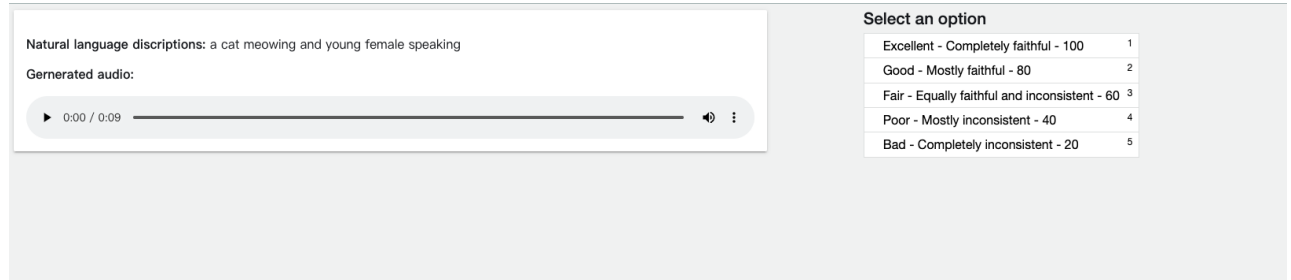 Natural language discriptions: a cat meowing and young female speaking
Gernerated audio:
0:00 / 0:09
Select an option
Excellent - Completely faithful - 100 1
Good - Mostly faithful - 80 2
Fair - Equally faithful and inconsistent - 60 3
Poor - Mostly inconsistent - 40 4
Bad - Completely inconsistent - 20 5